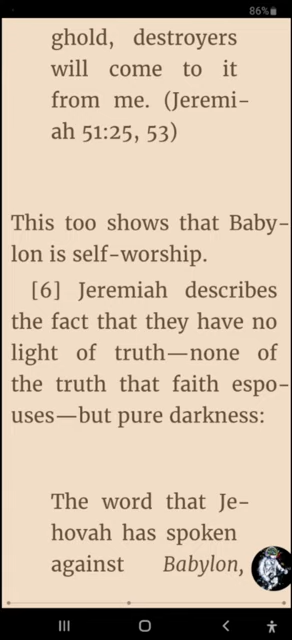 86%
ghold, destroyers
will come to it
from me. (Jeremi-
ah 51:25, 53)
This too shows that Baby-
lon is self-worship.
[6] Jeremiah describes
the fact that they have no
light of truth—none of
the truth that faith espo-
uses—but pure darkness:
The word that Je-
hovah has spoken
against Babylon,